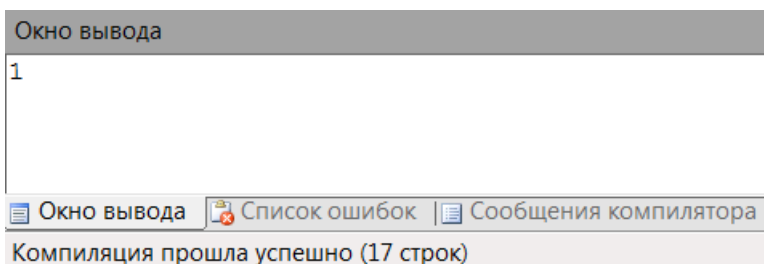 Окно вывода
1
Окно вывода Список ошибок Сообщения компилятора
Компиляция прошла успешно (17 строк)